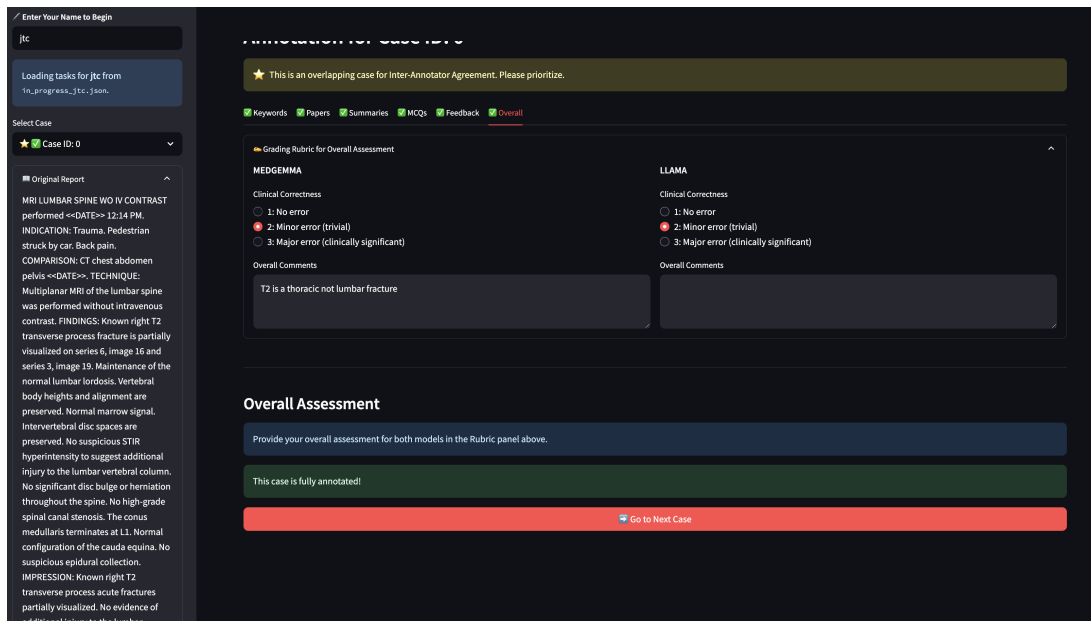 Enter Your Name to Begin
jtc
Loading tasks for jtc from
in_progress_jtc.json.
Select Case
Case ID: 0
Original Report
MRI LUMBAR SPINE WO IV CONTRAST
performed <<DATE>> 12:14 PM.
INDICATION: Trauma. Pedestrian
struck by car. Back pain.
COMPARISON: CT chest abdomen
pelvis <<DATE>>. TECHNIQUE:
Multiplanar MRI of the lumbar spine
was performed without intravenous
contrast. FINDINGS: Known right T2
transverse process fracture is partially
visualized on series 6, image 16 and
series 3, image 19. Maintenance of the
normal lumbar lordosis. Vertebral
body heights and alignment are
preserved. Normal marrow signal.
Intervertebral disc spaces are
preserved. No suspicious STIR
hyperintensity to suggest additional
injury to the lumbar vertebral column.
No significant disc bulge or herniation
throughout the spine. No high-grade
spinal canal stenosis. The conus
medullaris terminates at L1. Normal
configuration of the cauda equina. No
suspicious epidural collection.
IMPRESSION: Known right T2
transverse process acute fractures
partially visualized. No evidence of
additional injury to the lumbar
Annotation for Case ID: 0
This is an overlapping case for Inter-Annotator Agreement. Please prioritize.
Keywords Papers Summaries MCQs Feedback Overall
Grading Rubric for Overall Assessment
MEDGEMMA
Clinical Correctness
1: No error
2: Minor error (trivial)
3: Major error (clinically significant)
Overall Comments
T2 is a thoracic not lumbar fracture
LLAMA
Clinical Correctness
1: No error
2: Minor error (trivial)
3: Major error (clinically significant)
Overall Comments
Overall Assessment
Provide your overall assessment for both models in the Rubric panel above.
This case is fully annotated!
Go to Next Case